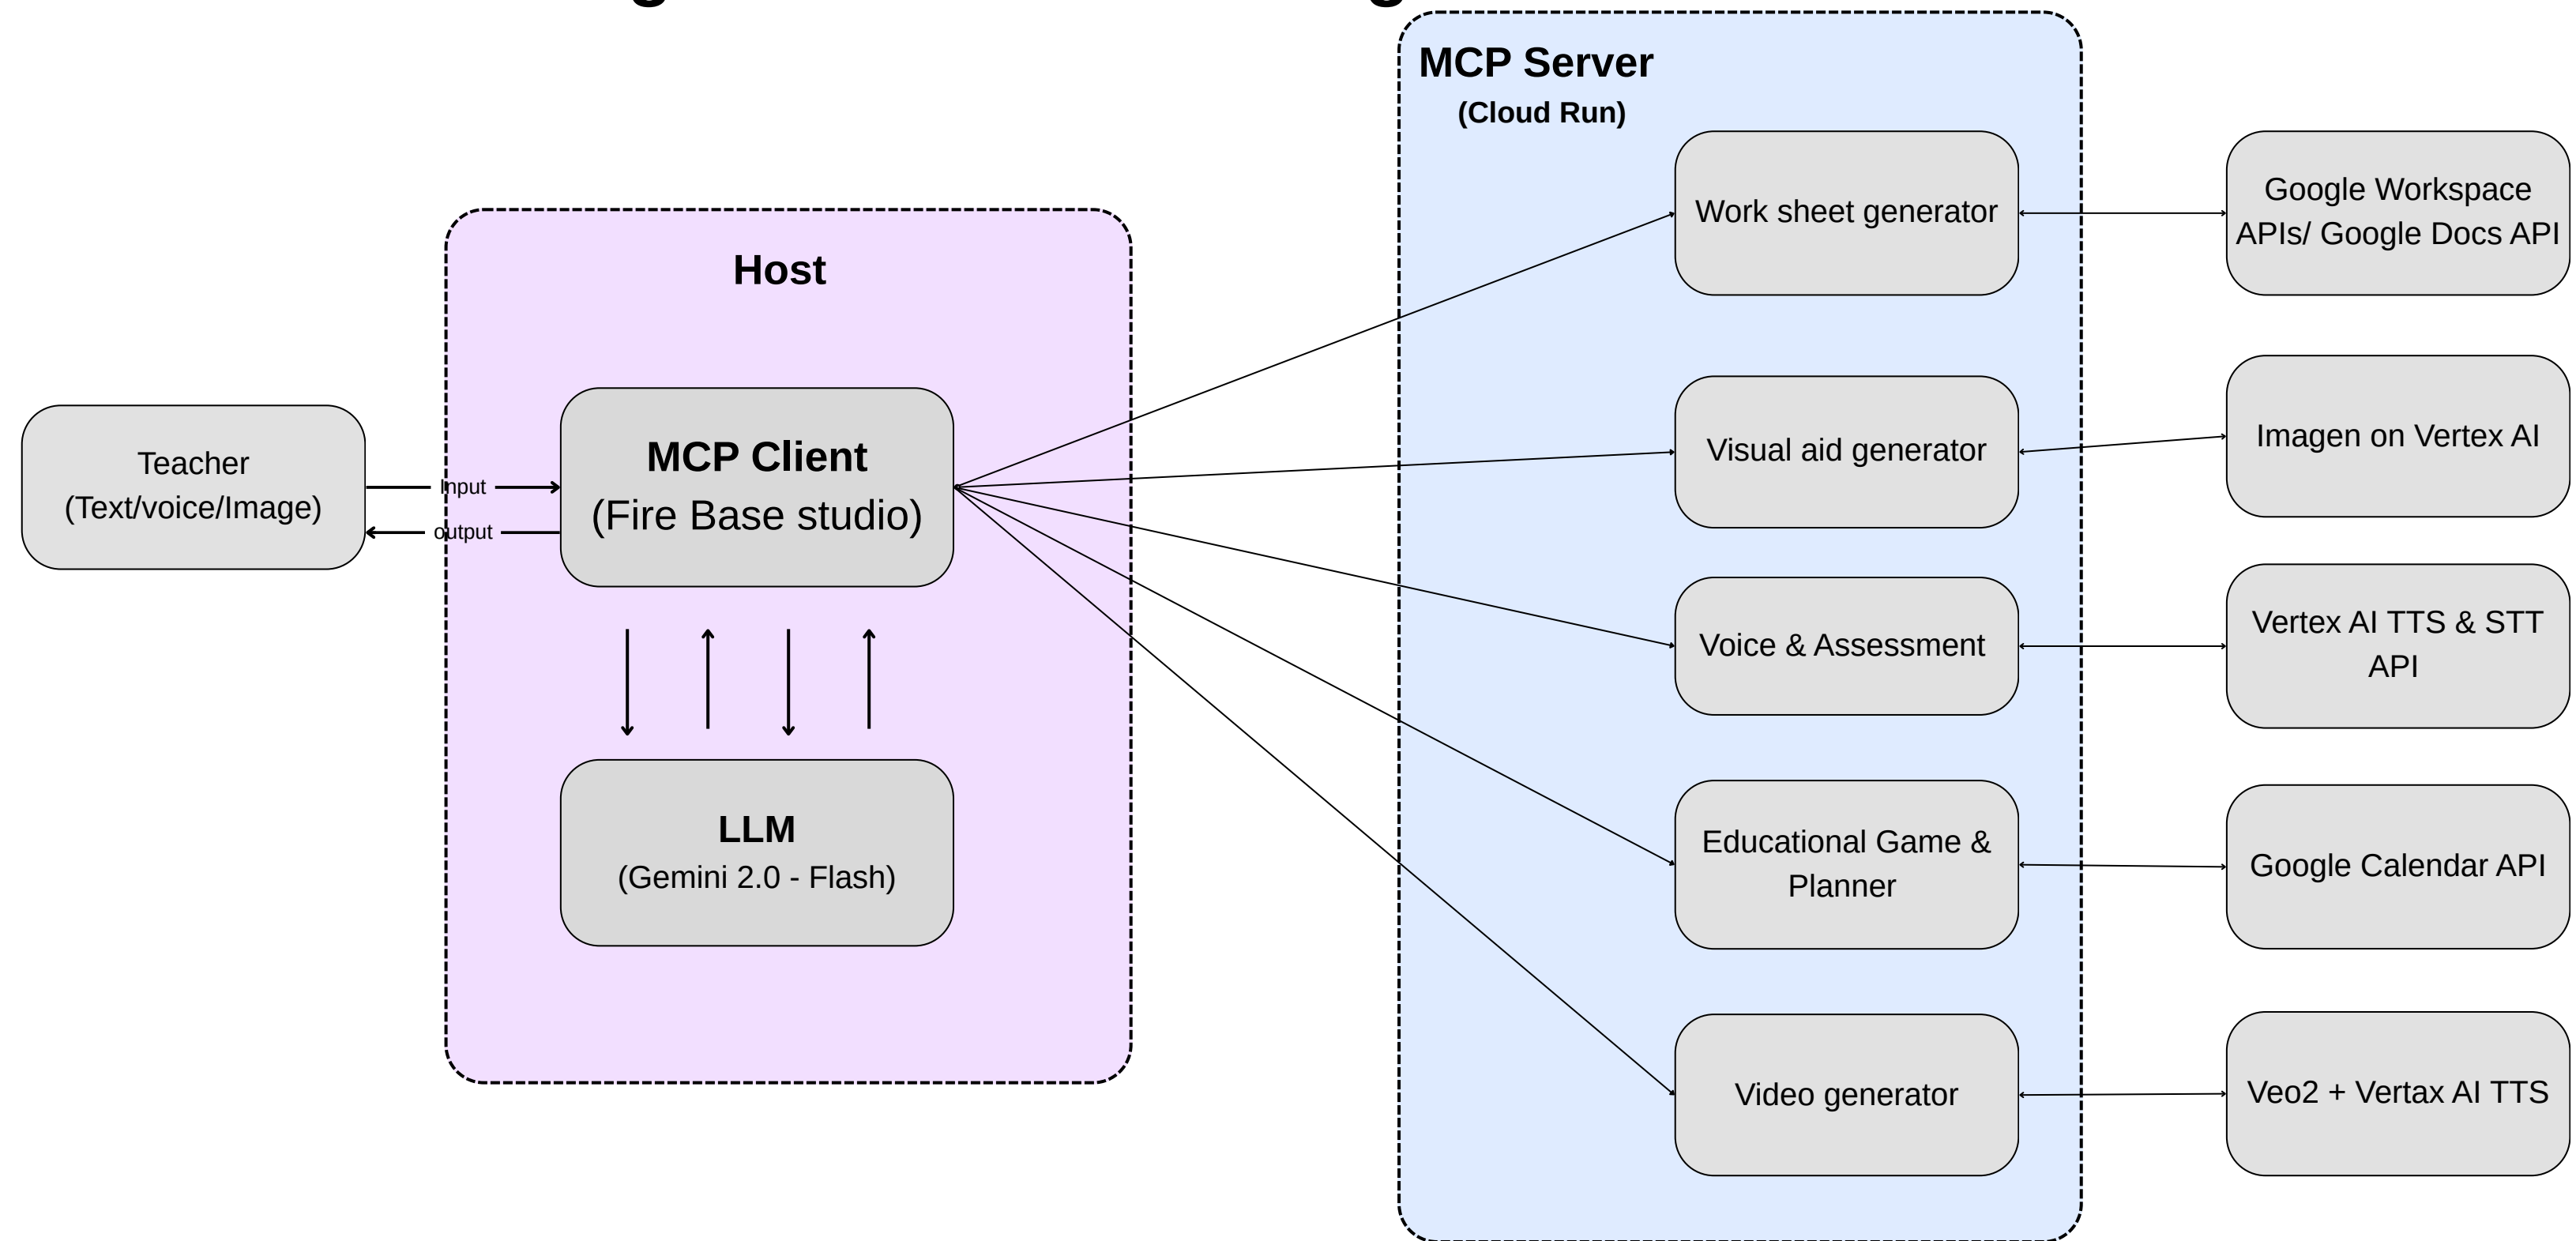 MCP Server
(Cloud Run)
Work sheet generator
Google Workspace
APIs/ Google Docs API
Host
Visual aid generator
Imagen on Vertex AI
Teacher
(Text/voice/Image)
Input
output
MCP Client
(Fire Base studio)
Voice & Assessment
Vertex AI TTS & STT
API
LLM
(Gemini 2.0 - Flash)
Educational Game &
Planner
Google Calendar API
Video generator
Veo2 + Vertax AI TTS